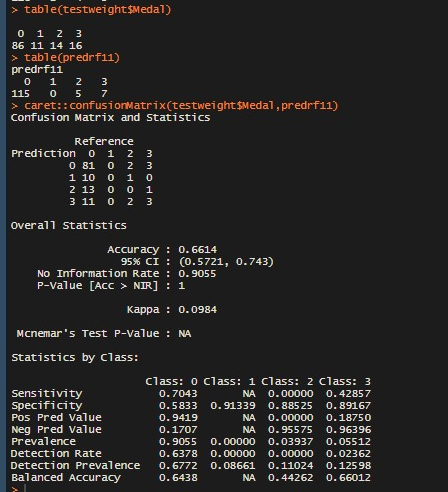 > table(testweight$Medal)
0 1 2 3
86 11 14 16
> table(predrf11)
predrf11
0 1 2 3
115 0 5 7
> caret::confusionMatrix(testweight$Medal,predrf11)
Confusion Matrix and Statistics
Reference
Prediction 0 1 2 3
0 81 0 2 3
1 10 0 1 0
2 13 0 0 1
3 11 0 2 3
Overall Statistics
Accuracy : 0.6614
95% CI : (0.5721, 0.743)
No Information Rate : 0.9055
P-Value [Acc > NIR] : 1
Kappa : 0.0984
Mcnemar's Test P-Value : NA
Statistics by Class:
Class: 0 Class: 1 Class: 2 Class: 3
Sensitivity 0.7043 NA 0.00000 0.42857
Specificity 0.5833 0.91339 0.88525 0.89167
Pos Pred Value 0.9419 NA 0.00000 0.18750
Neg Pred Value 0.1707 NA 0.95575 0.96396
Prevalence 0.9055 0.00000 0.03937 0.05512
Detection Rate 0.6378 0.00000 0.00000 0.02362
Detection Prevalence 0.6772 0.08661 0.11024 0.12598
Balanced Accuracy 0.6438 NA 0.44262 0.66012
>